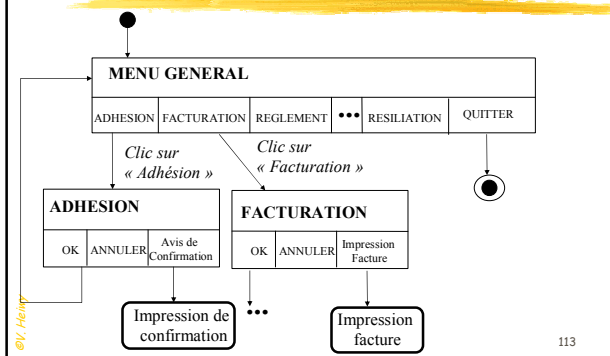 MENU GENERAL
ADHESION FACTURATION REGLEMENT ••• RESILIATION QUITTER
Clic sur
« Adhésion »
Clic sur
« Facturation »
ADHESION
OK ANNULER Avis de
Confirmation
FACTURATION
OK ANNULER Impression
Facture
Impression de
confirmation
•••
Impression
facture
113